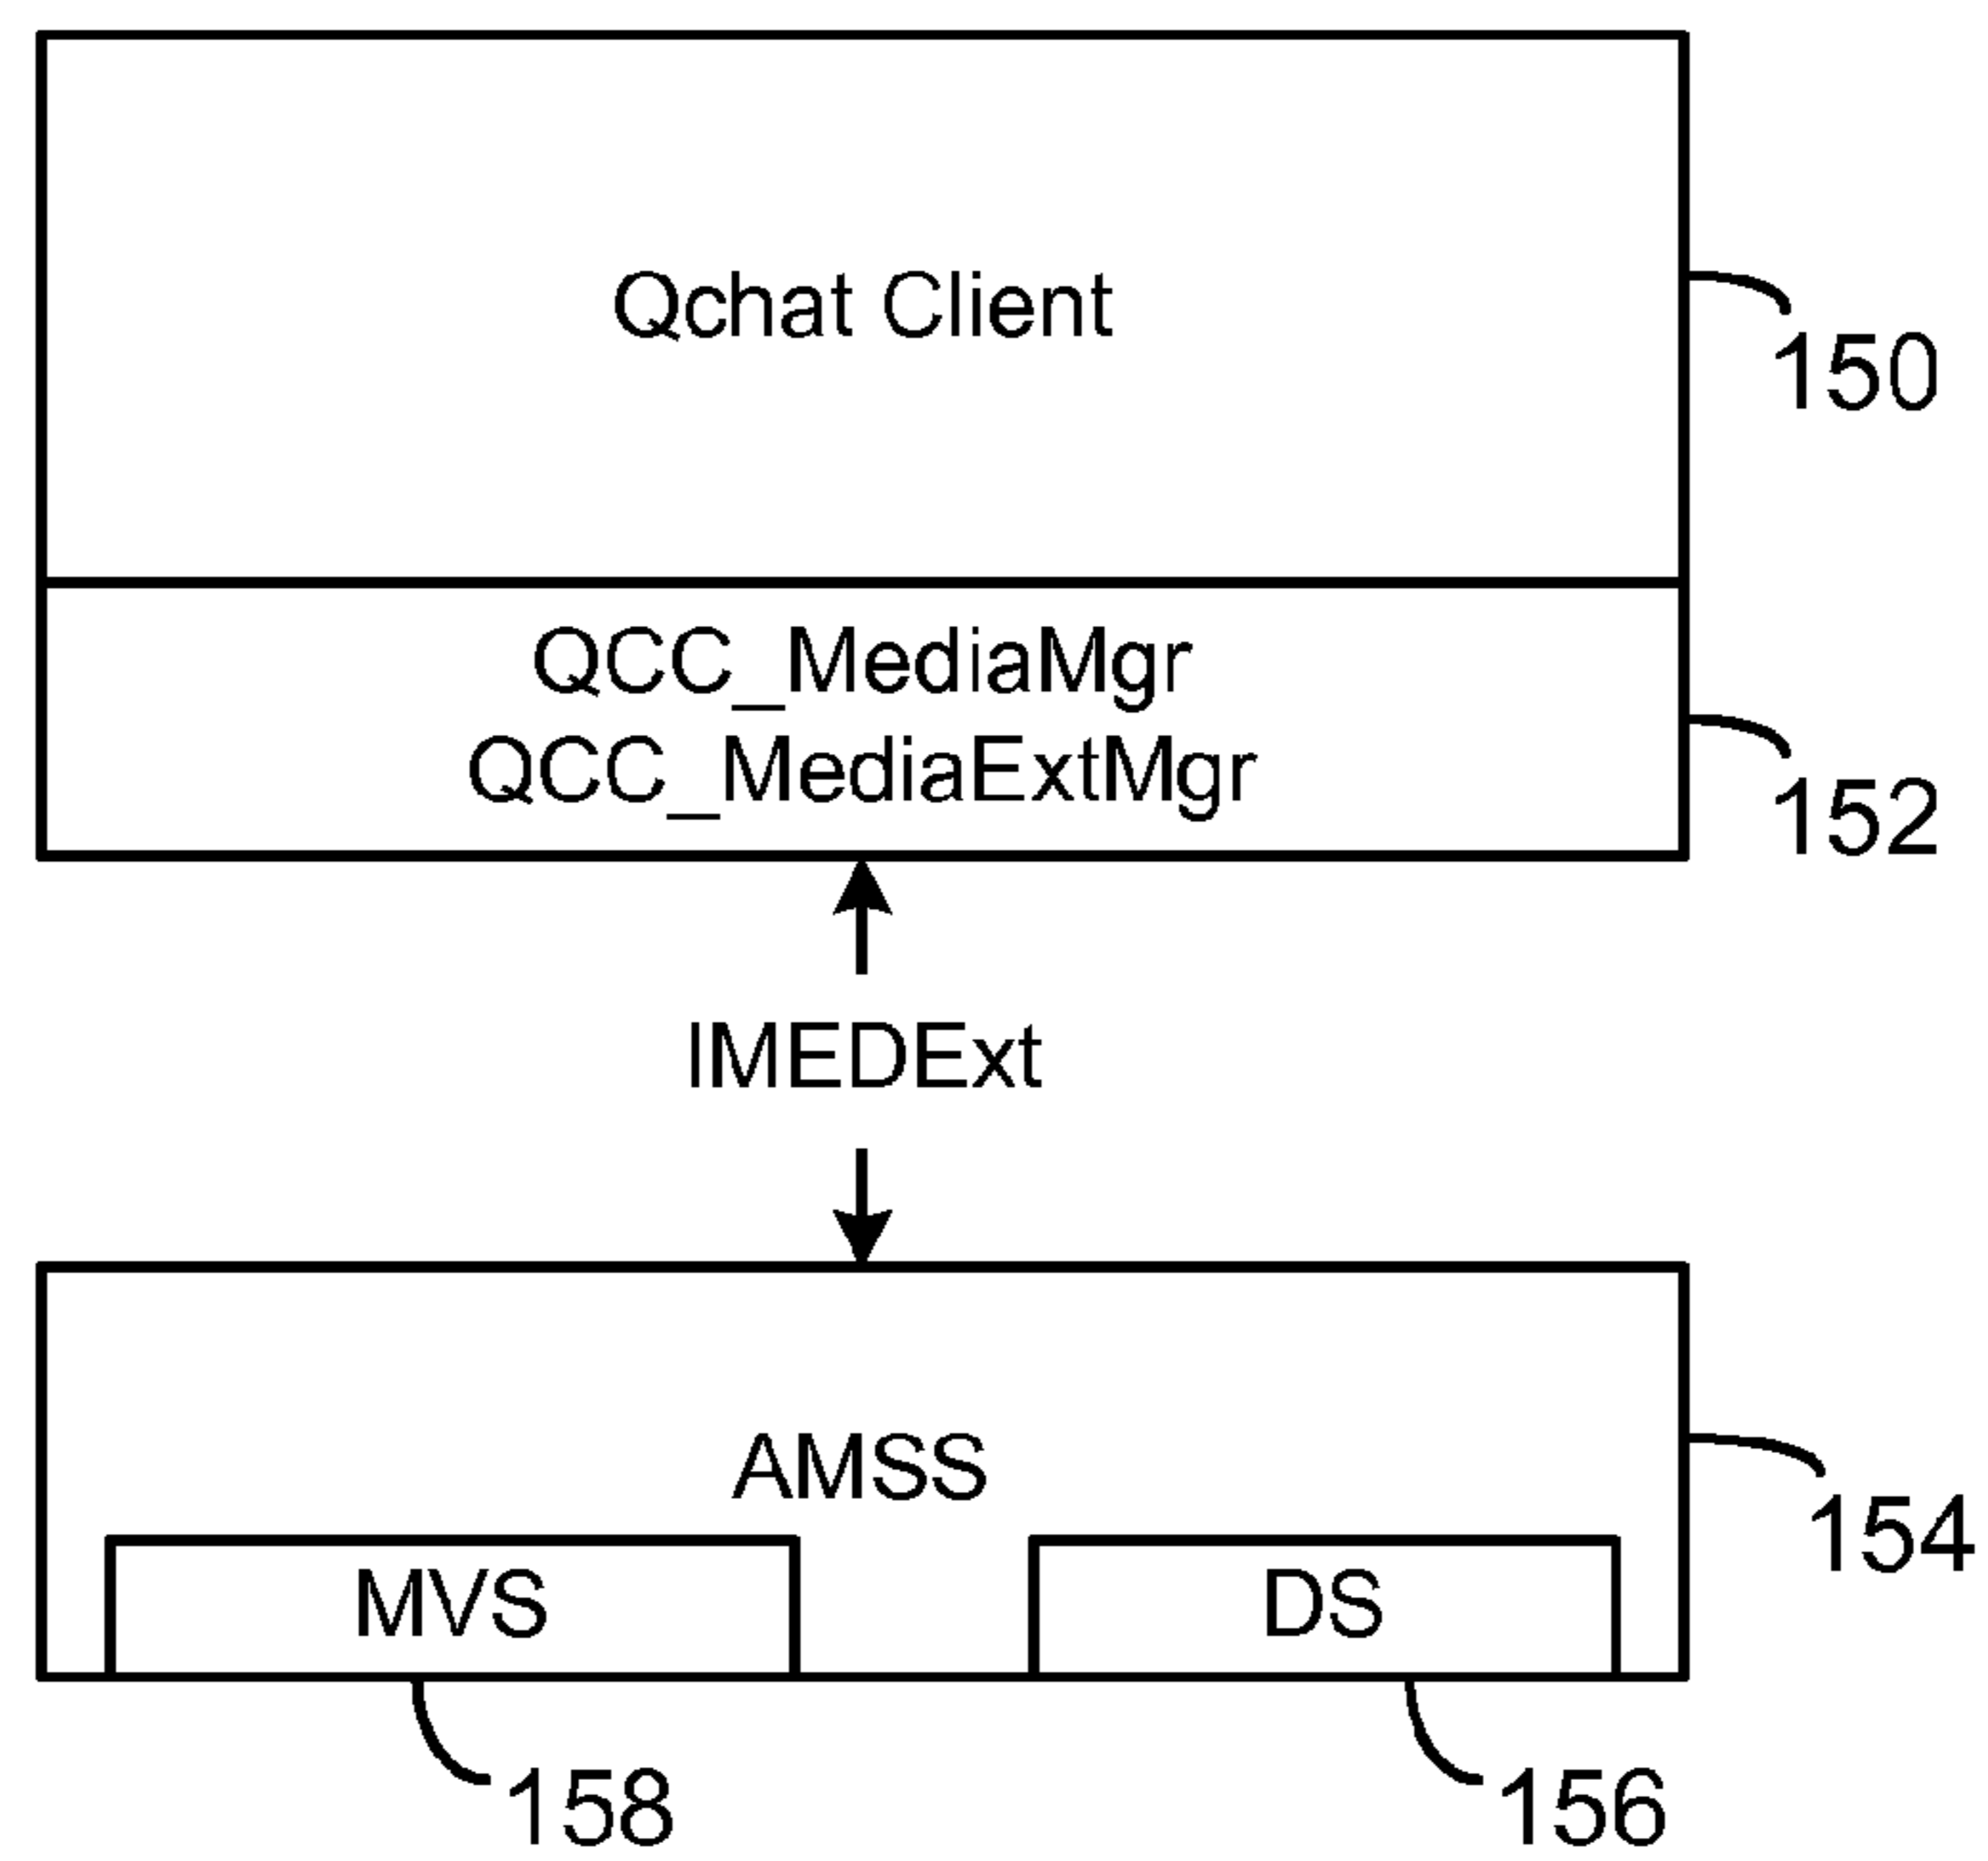 Qchat Client
150
QCC_MediaMgr
QCC_MediaExtMgr
152
IMEDExt
AMSS
154
MVS
DS
158
156